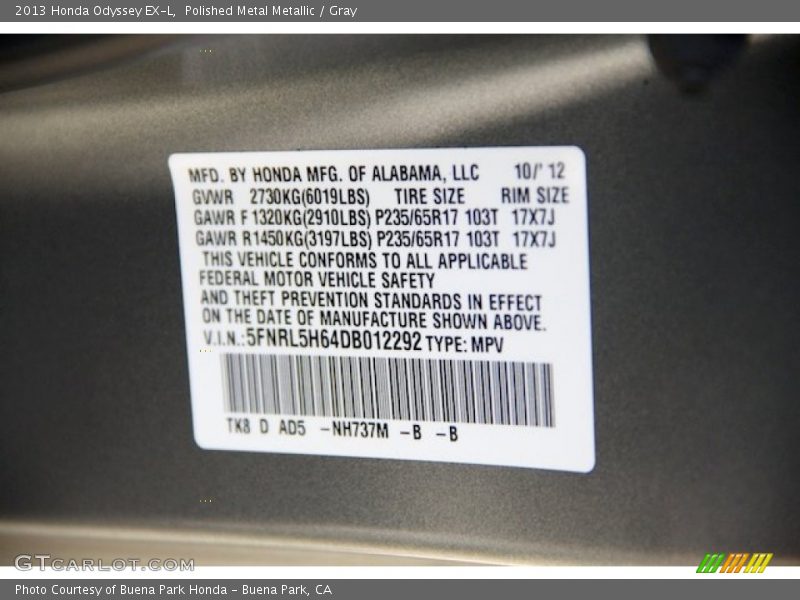 2013 Honda Odyssey EX-L, Polished Metal Metallic / Gray
MFD. BY HONDA MFG. OF ALABAMA, LLC 10/' 12
GVWR 2730KG(6019LBS) TIRE SIZE RIM SIZE
GAWR F 1320KG(2910LBS) P235/65R17 103T 17X7J
GAWR R1450KG(3197LBS) P235/65R17 103T 17X7J
THIS VEHICLE CONFORMS TO ALL APPLICABLE
FEDERAL MOTOR VEHICLE SAFETY
AND THEFT PREVENTION STANDARDS IN EFFECT
ON THE DATE OF MANUFACTURE SHOWN ABOVE.
V.I.N.:5FNRL5H64DB012292 TYPE: MPV
TK8 D AD5 -NH737M -B -B
GTCARLOT.COM
Photo Courtesy of Buena Park Honda - Buena Park, CA